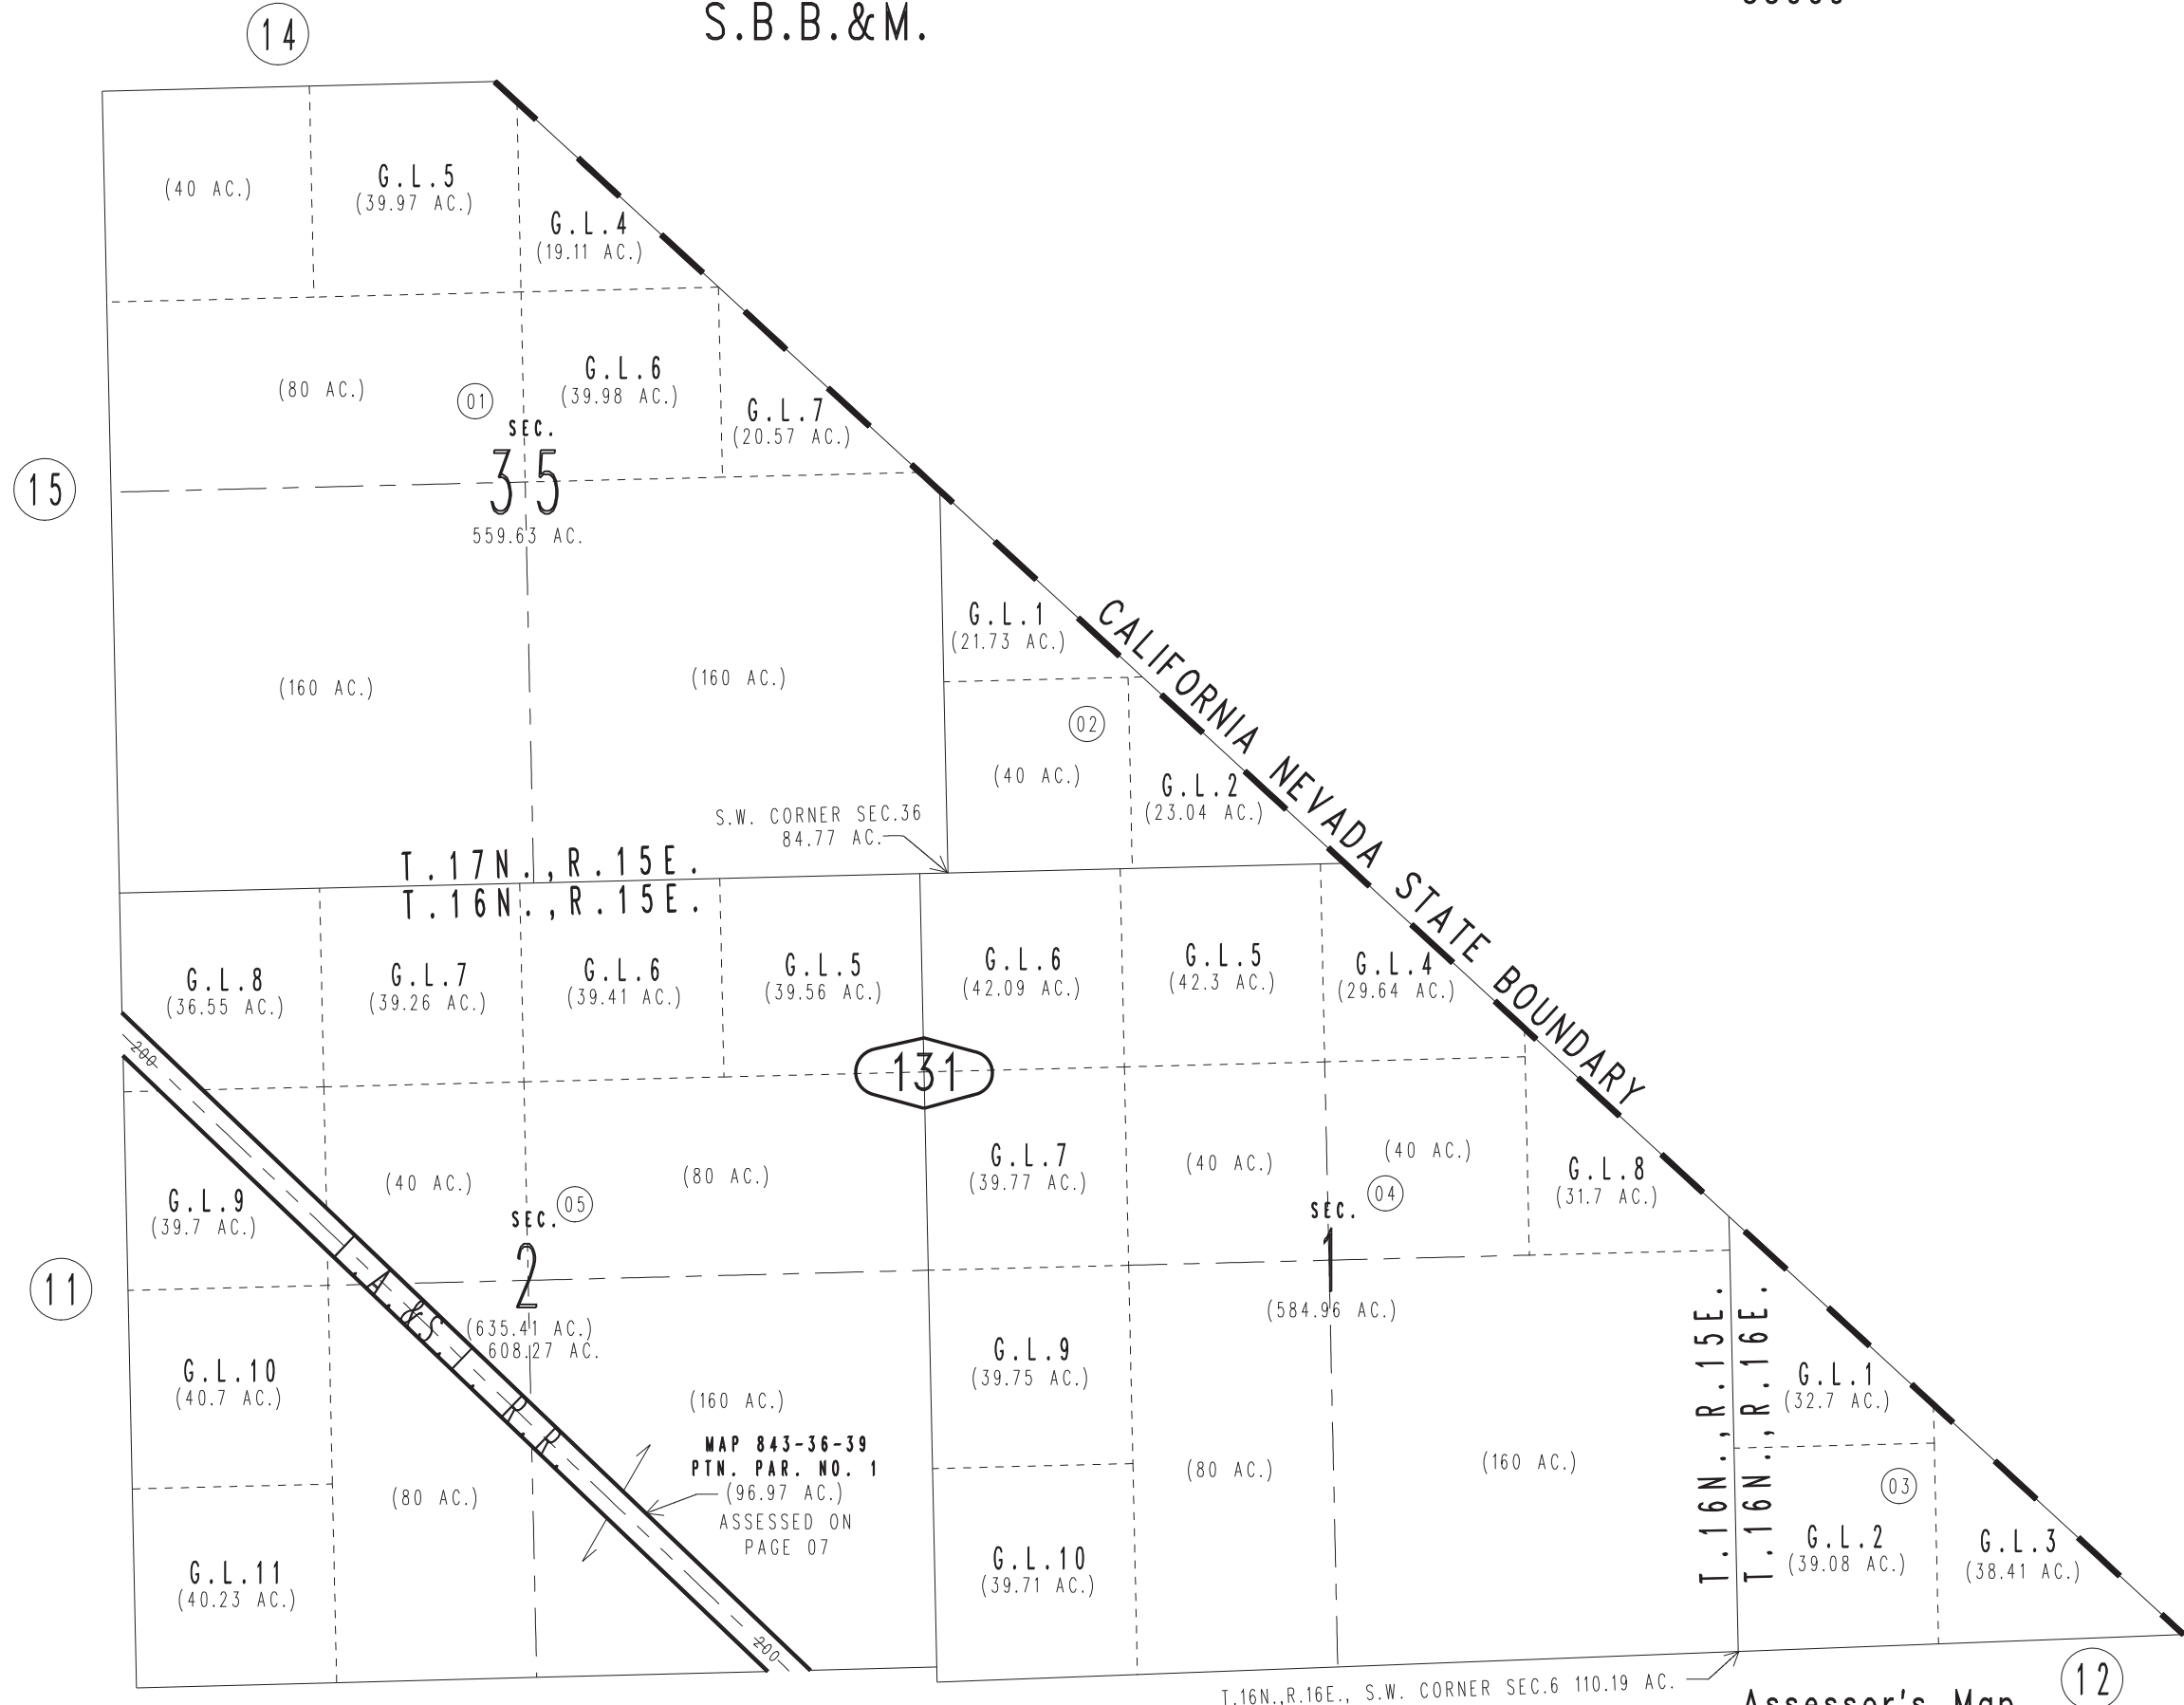 14
S.B.B.&M.
(40 AC.)
G.L.5
(39.97 AC.)
G.L.4
(19.11 AC.)
(80 AC.)
01
G.L.6
(39.98 AC.)
G.L.7
(20.57 AC.)
SEC.
35
559.63 AC.
15
(160 AC.)
(160 AC.)
G.L.1
(21.73 AC.)
02
(40 AC.)
G.L.2
(23.04 AC.)
CALIFORNIA NEVADA STATE BOUNDARY
S.W. CORNER SEC.36
84.77 AC.
T.17N.,R.15E.
T.16N.,R.15E.
G.L.8
(36.55 AC.)
G.L.7
(39.26 AC.)
G.L.6
(39.41 AC.)
G.L.5
(39.56 AC.)
G.L.6
(42.09 AC.)
G.L.5
(42.3 AC.)
G.L.4
(29.64 AC.)
200
131
G.L.9
(39.7 AC.)
(40 AC.)
(80 AC.)
05
SEC.
2
(635.41 AC.)
608.27 AC.
G.L.7
(39.77 AC.)
(40 AC.)
(40 AC.)
04
G.L.8
(31.7 AC.)
SEC.
1
(584.96 AC.)
11
L.A.&S.L.R.R.
G.L.10
(40.7 AC.)
(160 AC.)
MAP 843-36-39
PTN. PAR. NO. 1
(96.97 AC.)
ASSESSED ON
PAGE 07
(80 AC.)
G.L.11
(40.23 AC.)
200
G.L.9
(39.75 AC.)
(80 AC.)
(160 AC.)
G.L.10
(39.71 AC.)
T.16N.,R.15E.
T.16N.,R.16E.
G.L.1
(32.7 AC.)
03
G.L.2
(39.08 AC.)
G.L.3
(38.41 AC.)
T.16N.,R.16E., S.W. CORNER SEC.6 110.19 AC.
12
Assessor's Map